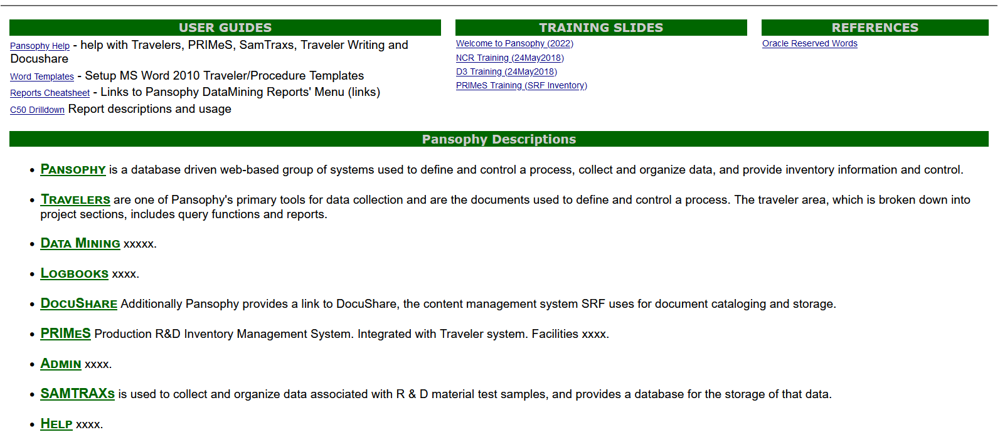 USER GUIDES
Pansophy Help - help with Travelers, PRIMeS, SamTraxs, Traveler Writing and
Docushare
Word Templates - Setup MS Word 2010 Traveler/Procedure Templates
Reports Cheatsheet - Links to Pansophy DataMining Reports' Menu (links)
C50 Drilldown Report descriptions and usage
TRAINING SLIDES
Welcome to Pansophy (2022)
NCR Training (24May2018)
D3 Training (24May2018)
PRIMeS Training (SRF Inventory)
REFERENCES
Oracle Reserved Words
Pansophy Descriptions
• PANSOPHY is a database driven web-based group of systems used to define and control a process, collect and organize data, and provide inventory information and control.
• TRAVELERS are one of Pansophy's primary tools for data collection and are the documents used to define and control a process. The traveler area, which is broken down into
project sections, includes query functions and reports.
• DATA MINING xxxxx.
• LOGBOOKS xxxx.
• DOCUSHARE Additionally Pansophy provides a link to DocuShare, the content management system SRF uses for document cataloging and storage.
• PRIMES Production R&D Inventory Management System. Integrated with Traveler system. Facilities xxxx.
• ADMIN xxxx.
• SAMTRAXs is used to collect and organize data associated with R & D material test samples, and provides a database for the storage of that data.
• HELP xxxx.